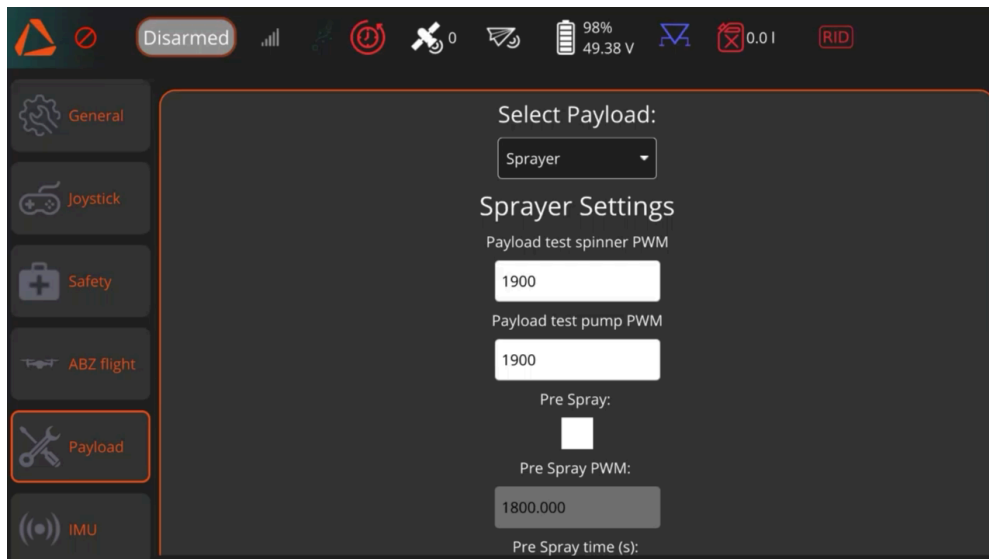 Disarmed
0
98%
49.38 V
0.0 l
RID
General
Joystick
Safety
ABZ flight
Payload
IMU
Select Payload:
Sprayer
Sprayer Settings
Payload test spinner PWM
1900
Payload test pump PWM
1900
Pre Spray:
Pre Spray PWM:
1800.000
Pre Spray time (s):